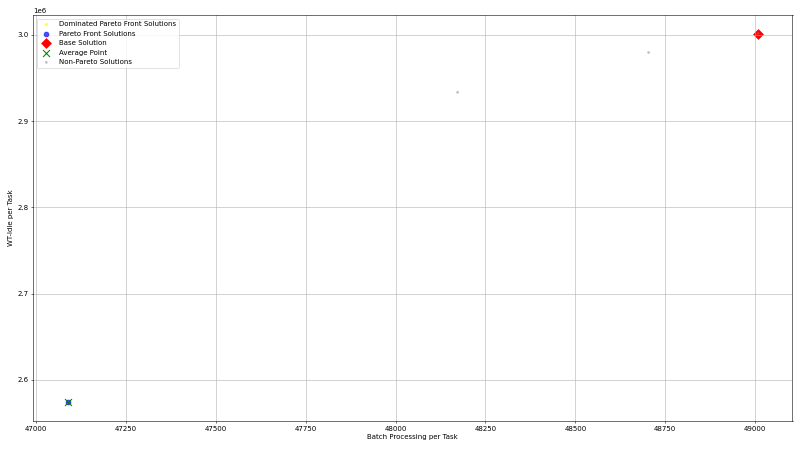 1e6
Dominated Pareto Front Solutions
Pareto Front Solutions
Base Solution
Average Point
Non-Pareto Solutions
3.0
2.9
2.8
2.7
2.6
WT-Idle per Task
47000 47250 47500 47750 48000 48250 48500 48750 49000
Batch Processing per Task